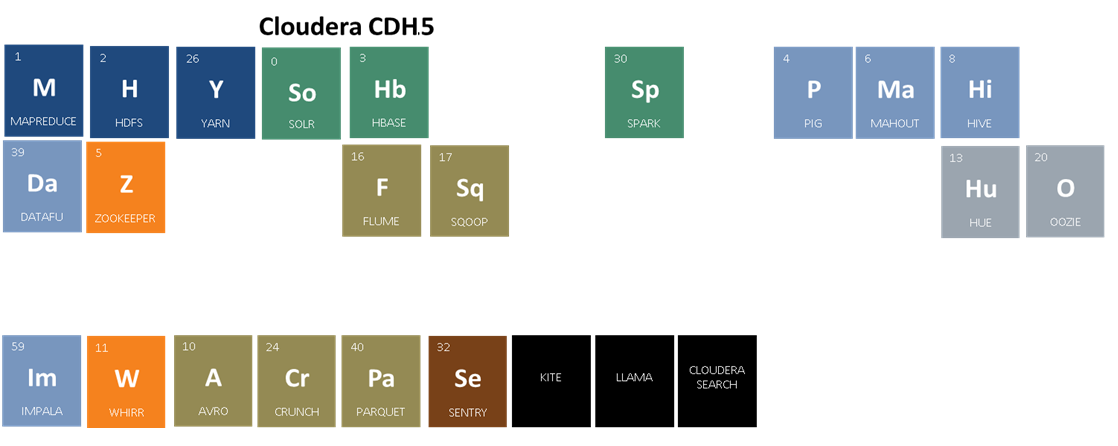 Cloudera CDH.5
1
M
MAPREDUCE
2
H
HDFS
26
Y
YARN
0
So
SOLR
3
Hb
HBASE
30
Sp
SPARK
4
P
PIG
6
Ma
MAHOUT
8
Hi
HIVE
39
Da
DATAFU
5
Z
ZOOKEEPER
16
F
FLUME
17
Sq
SQOOP
13
Hu
HUE
20
O
OOZIE
59
Im
IMPALA
11
W
WHIRR
10
A
AVRO
24
Cr
CRUNCH
40
Pa
PARQUET
32
Se
SENTRY
KITE
LLAMA
CLOUDERA
SEARCH